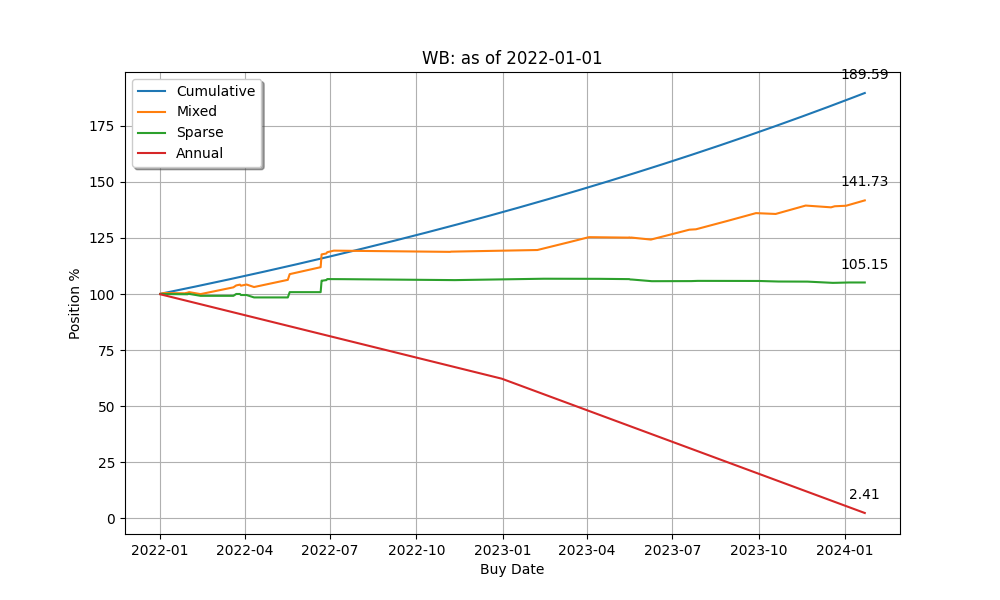 WB: as of 2022-01-01
189.59
Cumulative
Mixed
Sparse
Annual
141.73
105.15
2.41
175
150
125
100
75
50
25
0
Position %
2022-01 2022-04 2022-07 2022-10 2023-01 2023-04 2023-07 2023-10 2024-01
Buy Date